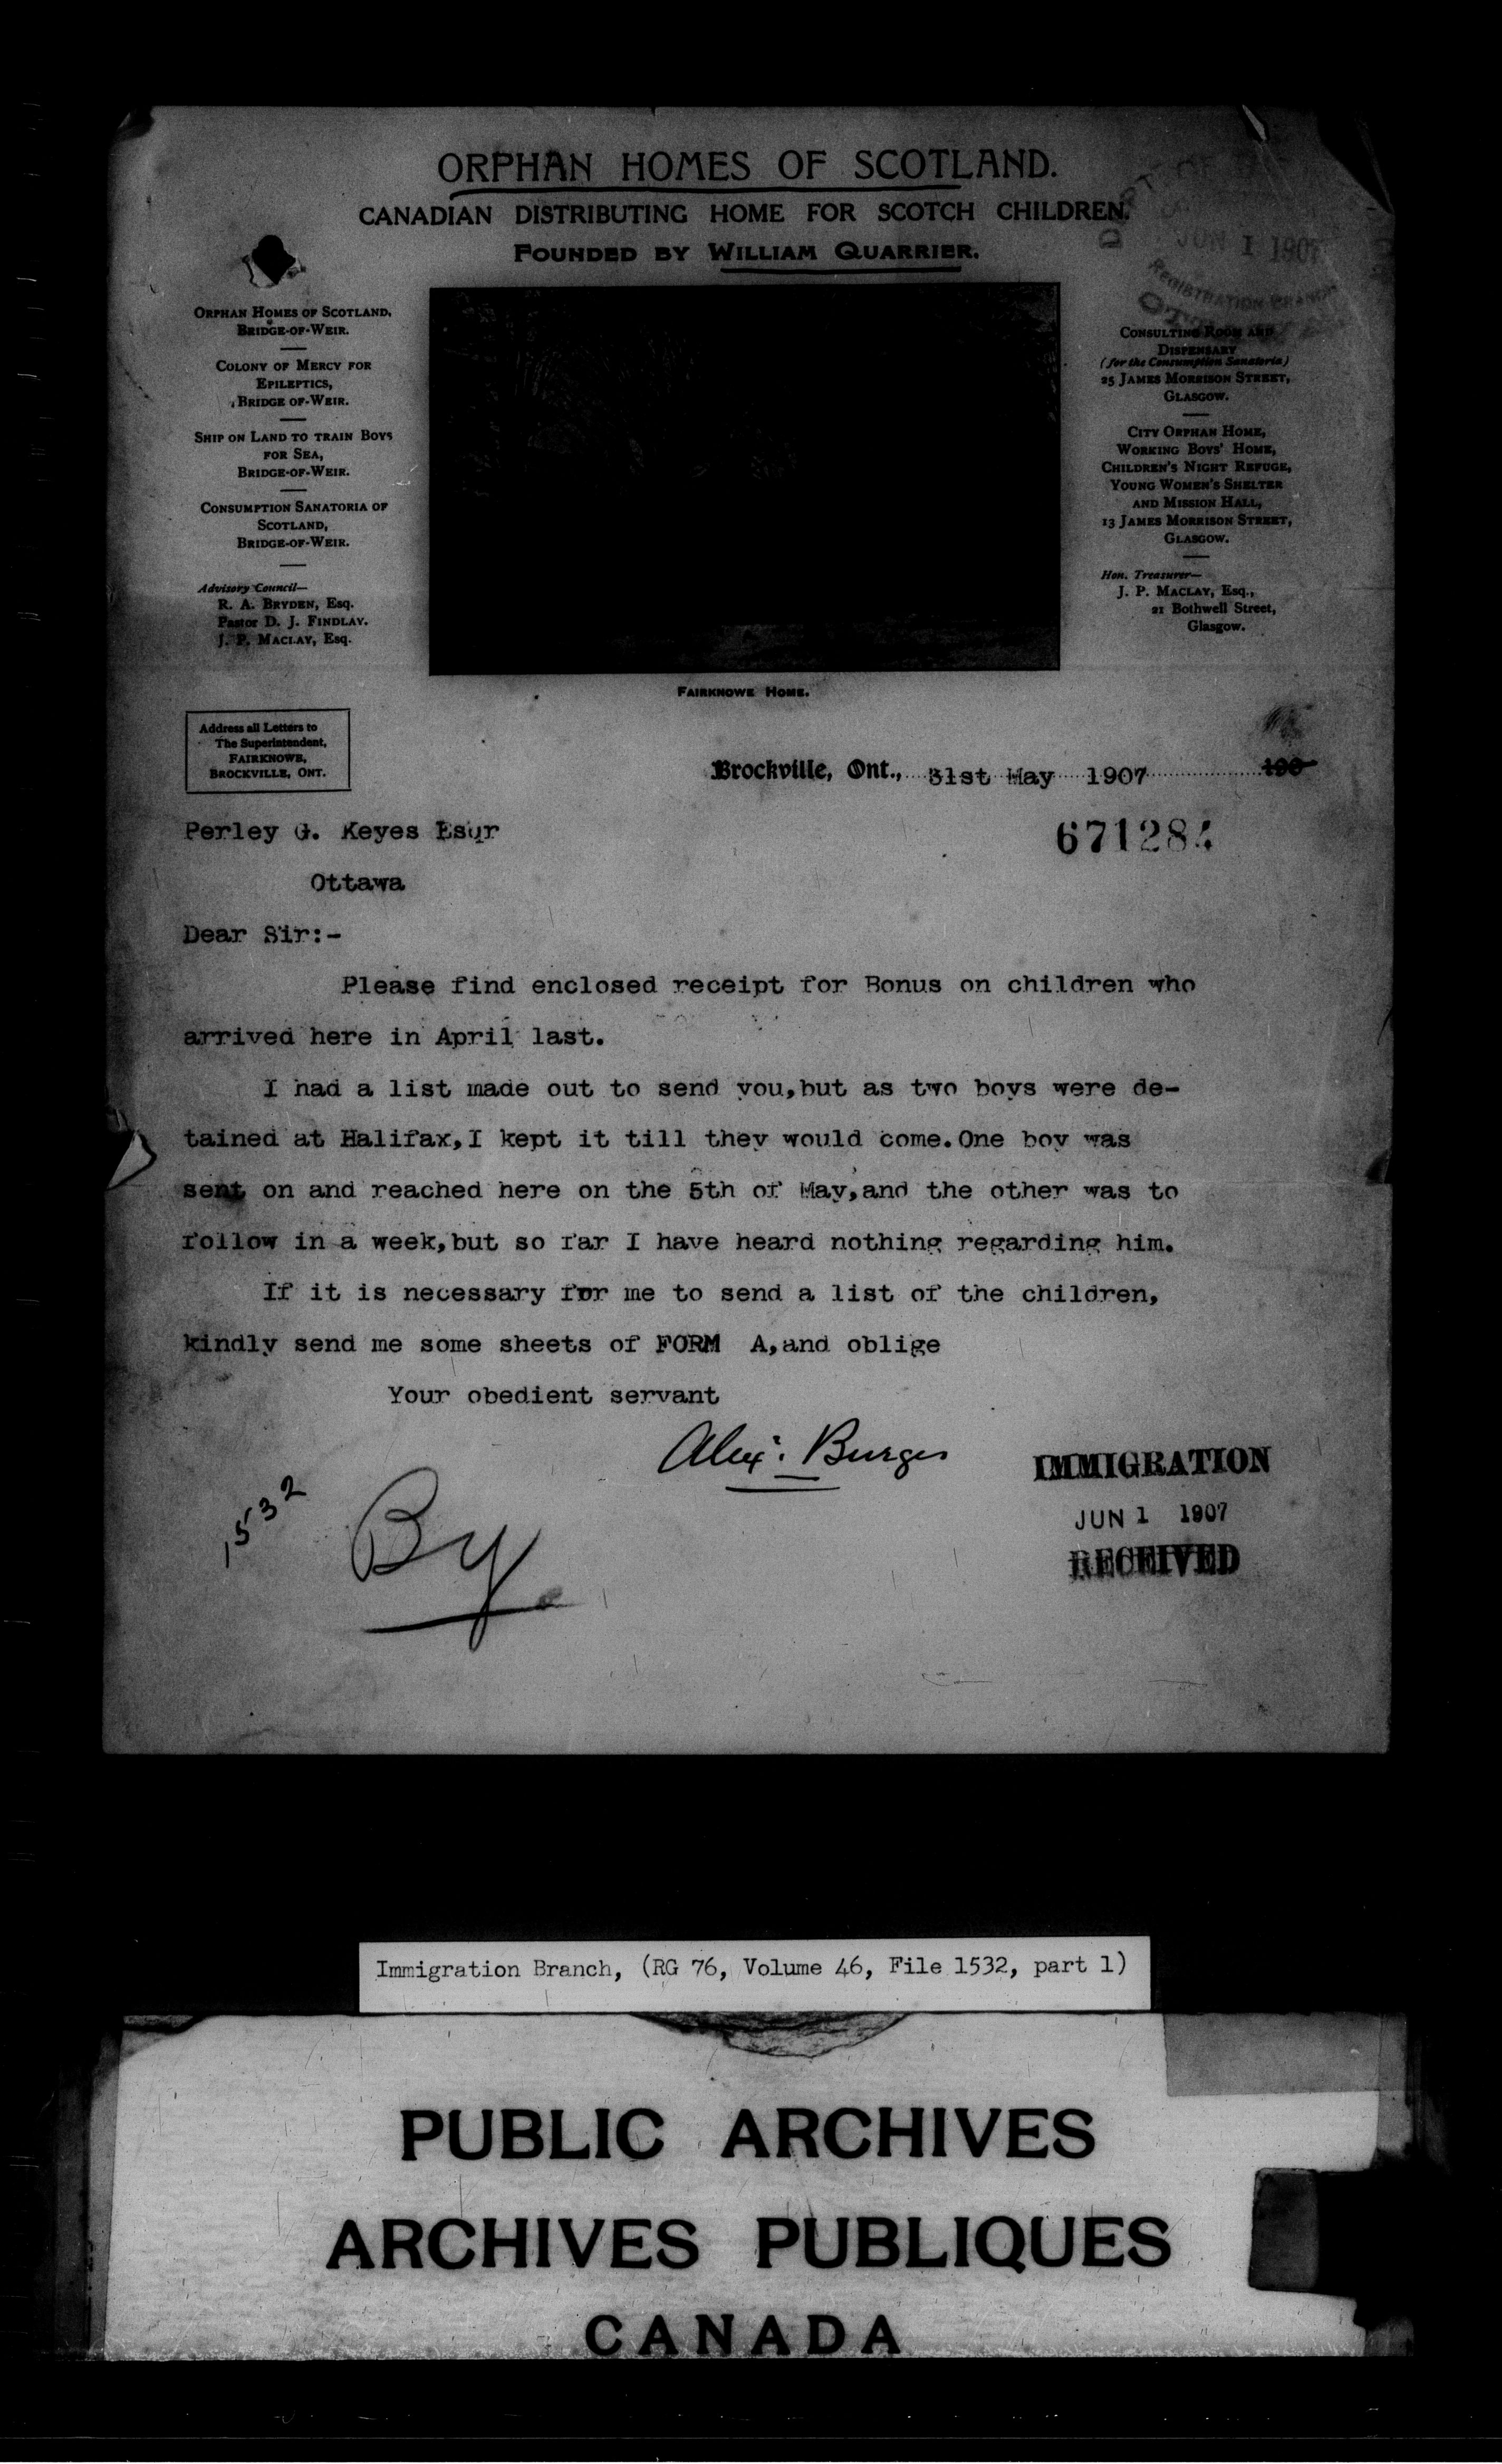 ORPHAN HOMES OF SCOTLAND.
CANADIAN DISTRIBUTING HOME FOR SCOTCH CHILDREN.
FOUNDED BY WILLIAM QUARRIER.
DEPT OF
JUN 1 1907
REGISTRATION BRANCH
ORPHAN HOMES OF SCOTLAND,
BRIDGE-OF-WEIR.
COLONY OF MERCY FOR
EPILEPTICS,
BRIDGE OF-WEIR.
SHIP ON LAND TO TRAIN BOYS
FOR SEA,
BRIDGE-OF-WEIR.
CONSUMPTION SANATORIA OF
SCOTLAND,
BRIDGE-OF-WEIR.
Advisory Council—
R. A. BRYDEN, Esq.
Pastor D. J. FINDLAY.
J. P. MACLAY, Esq.
CONSULTING ROOM AND
DISPENSARY
(for the Consumption Sanatoria)
25 JAMES MORRISON STREET,
GLASGOW.
CITY ORPHAN HOME,
WORKING BOYS' HOME,
CHILDREN'S NIGHT REFUGE,
YOUNG WOMEN'S SHELTER
AND MISSION HALL,
13 JAMES MORRISON STREET,
GLASGOW.
Hon. Treasurer—
J. P. MACLAY, Esq.,
21 Bothwell Street,
Glasgow.
FAIRKNOWE HOME.
Address all Letters to
The Superintendent,
FAIRKNOWE,
BROCKVILLE, ONT.
Brockville, Ont., 31st May 1907 190
Perley G. Keyes Esqr
671284
Ottawa
Dear Sir:-
Please find enclosed receipt for Bonus on children who
arrived here in April last.
I had a list made out to send you,but as two boys were de-
tained at Halifax,I kept it till they would come.One boy was
sent on and reached here on the 5th of May,and the other was to
follow in a week,but so far I have heard nothing regarding him.
If it is necessary for me to send a list of the children,
kindly send me some sheets of FORM A,and oblige
Your obedient servant
Alex: Burges
IMMIGRATION
JUN 1 1907
RECEIVED
1532
By
Immigration Branch, (RG 76, Volume 46, File 1532, part 1)
PUBLIC ARCHIVES
ARCHIVES PUBLIQUES
CANADA